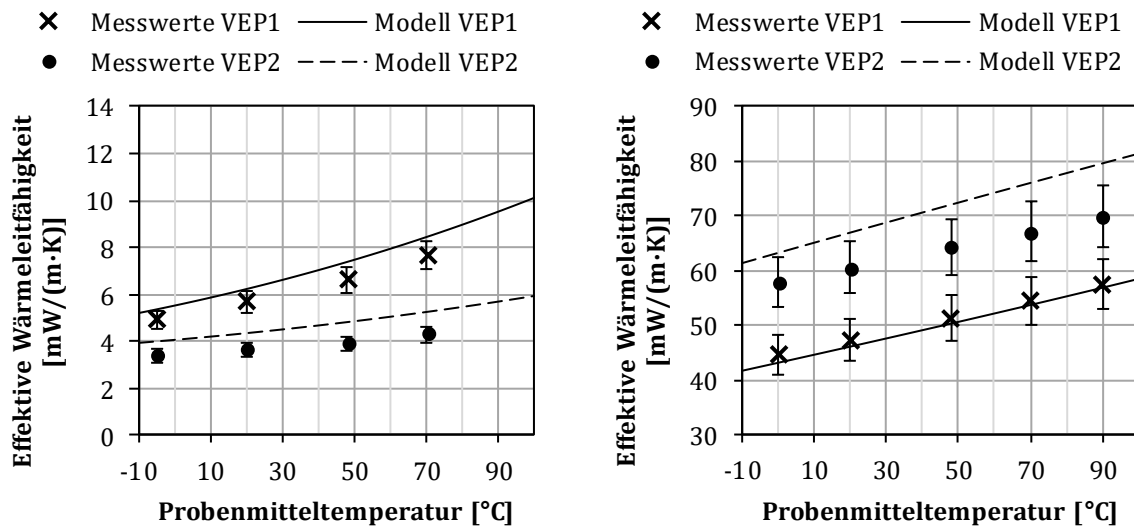 Messwerte VEP1 Modell VEP1
Messwerte VEP2 Modell VEP2
Effektive Wärmeleitfähigkeit
[mW/(m·K)]
14
12
10
8
6
4
2
0
-10 10 30 50 70 90
Probenmitteltemperatur [°C]
Messwerte VEP1 Modell VEP1
Messwerte VEP2 Modell VEP2
Effektive Wärmeleitfähigkeit
[mW/(m·K)]
90
80
70
60
50
40
30
-10 10 30 50 70 90
Probenmitteltemperatur [°C]